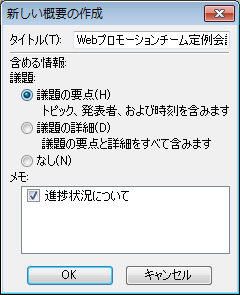 新しい概要の作成
タイトル(T): Webプロモーションチーム定例会
含める情報:
議題:
議題の要点(H)
トピック、発表者、および時刻を含みます
議題の詳細(D)
議題の要点と詳細をすべて含みます
なし(N)
メモ:
進捗状況について
OK キャンセル